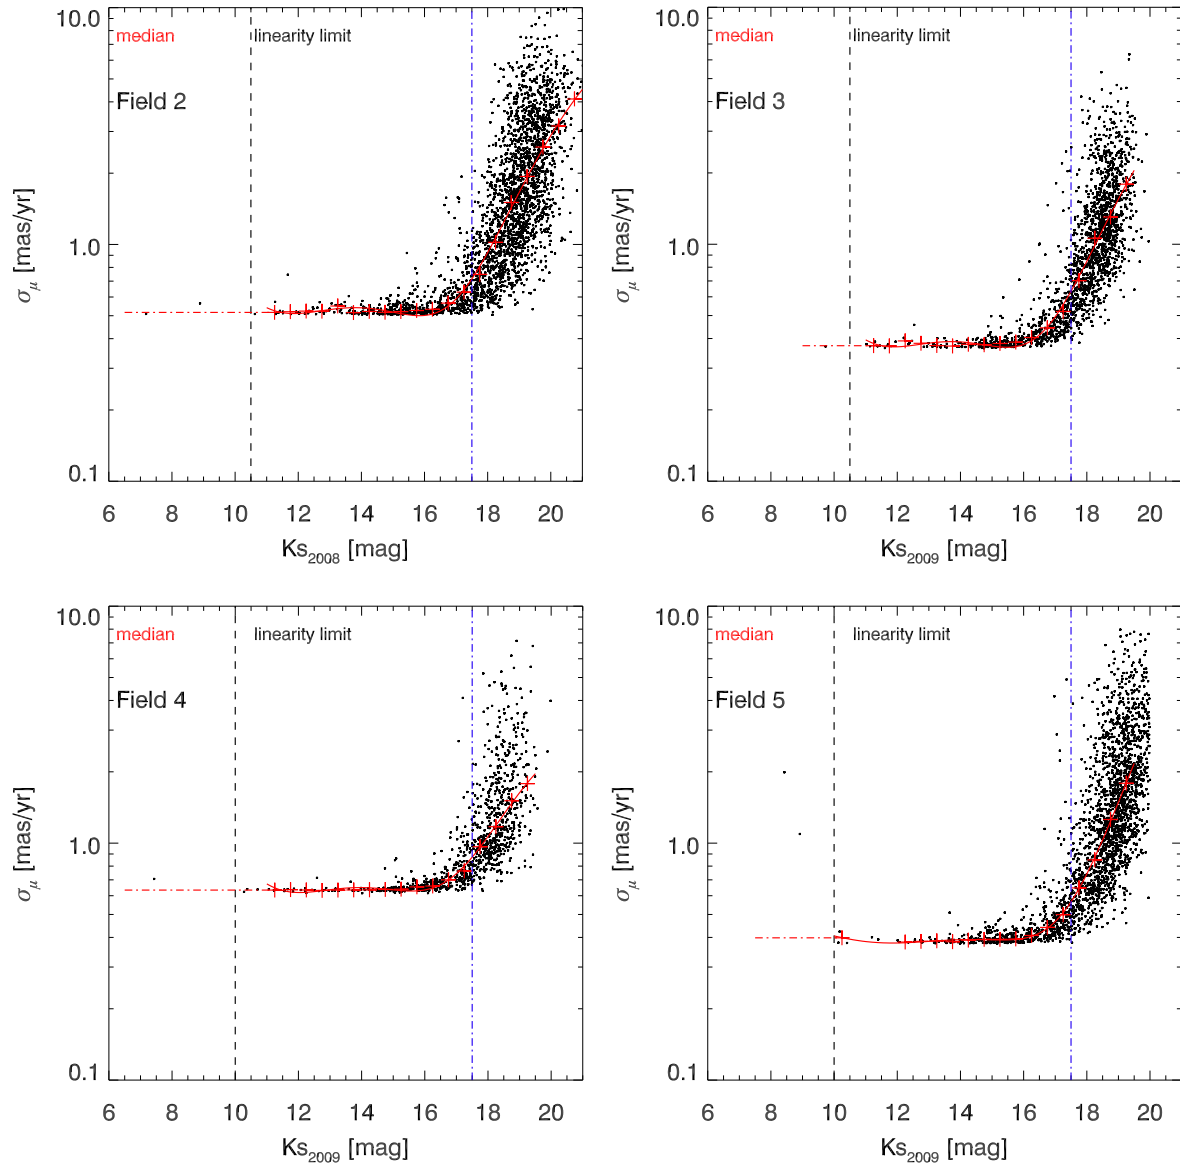 10.0
median
linearity limit
Field 2
1.0
0.1
σμ [mas/yr]
6 8 10 12 14 16 18 20
Ks2008 [mag]
10.0
median
linearity limit
Field 3
1.0
0.1
σμ [mas/yr]
6 8 10 12 14 16 18 20
Ks2009 [mag]
10.0
median
linearity limit
Field 4
1.0
0.1
σμ [mas/yr]
6 8 10 12 14 16 18 20
Ks2009 [mag]
10.0
median
linearity limit
Field 5
1.0
0.1
σμ [mas/yr]
6 8 10 12 14 16 18 20
Ks2009 [mag]